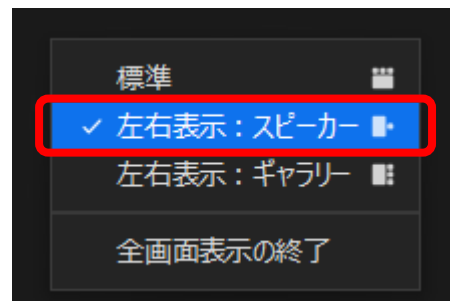 標準
左右表示：スピーカー
左右表示：ギャラリー
全画面表示の終了